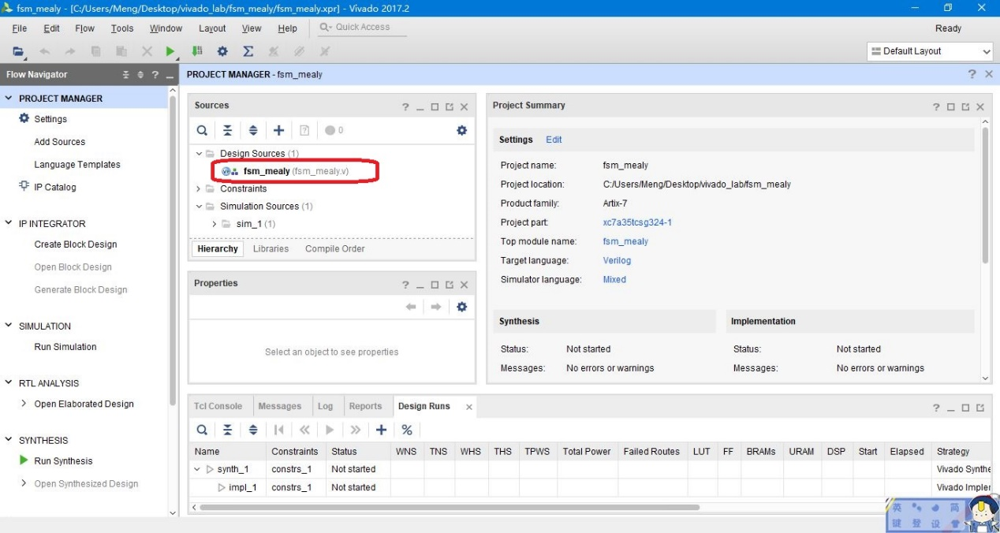 fsm_mealy - [C:/Users/Meng/Desktop/vivado_lab/fsm_mealy/fsm_mealy.xpr] - Vivado 2017.2
File Edit Flow Tools Window Layout View Help Quick Access Ready
Default Layout
Flow Navigator
PROJECT MANAGER
Settings
Add Sources
Language Templates
IP Catalog
IP INTEGRATOR
Create Block Design
Open Block Design
Generate Block Design
SIMULATION
Run Simulation
RTL ANALYSIS
Open Elaborated Design
SYNTHESIS
Run Synthesis
Open Synthesized Design
PROJECT MANAGER - fsm_mealy
Sources
0
Design Sources (1)
fsm_mealy (fsm_mealy.v)
Constraints
Simulation Sources (1)
sim_1 (1)
Hierarchy Libraries Compile Order
Properties
Select an object to see properties
Project Summary
Settings Edit
Project name: fsm_mealy
Project location: C:/Users/Meng/Desktop/vivado_lab/fsm_mealy
Product family: Artix-7
Project part: xc7a35tcsg324-1
Top module name: fsm_mealy
Target language: Verilog
Simulator language: Mixed
Synthesis
Status: Not started
Messages: No errors or warnings
Implementation
Status: Not started
Messages: No errors or warnings
Tcl Console Messages Log Reports Design Runs
Name Constraints Status WNS TNS WHS THS TPWS Total Power Failed Routes LUT FF BRAMs URAM DSP Start Elapsed Strategy
synth_1 constrs_1 Not started Vivado Synthe
impl_1 constrs_1 Not started Vivado Impler
英 简
键 登 设